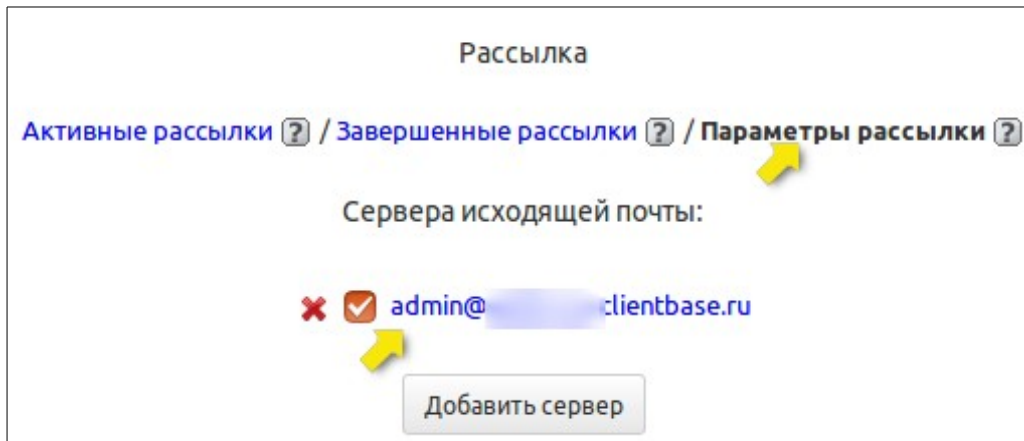 Рассылка
Активные рассылки ? / Завершенные рассылки ? / Параметры рассылки ?
Сервера исходящей почты:
admin@ clientbase.ru
Добавить сервер